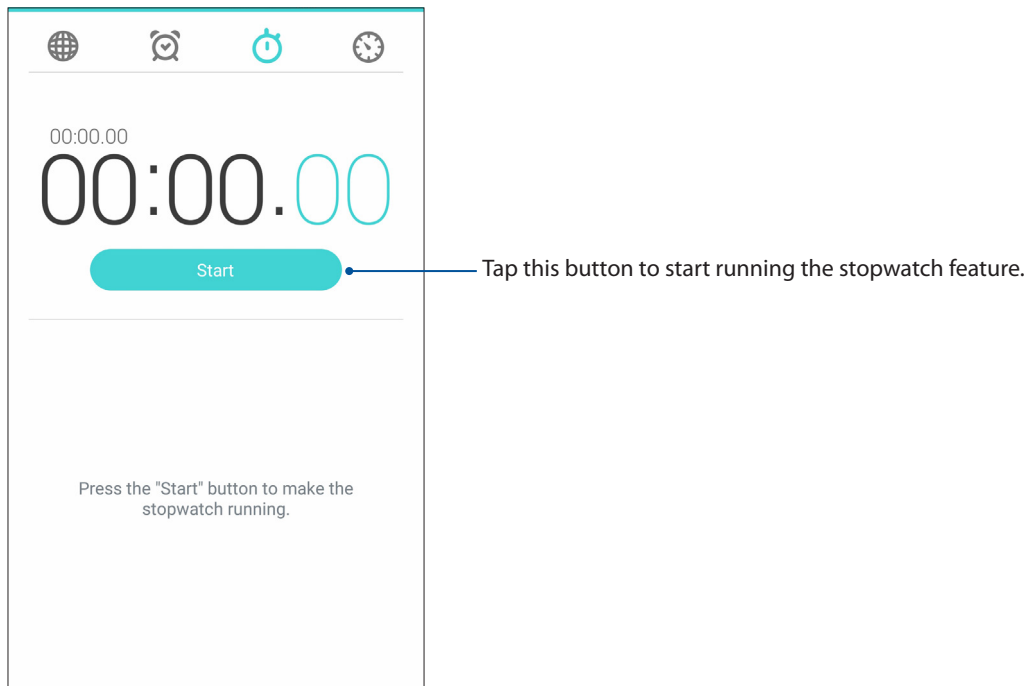 00:00.00
00:00.00
Start
Tap this button to start running the stopwatch feature.
Press the "Start" button to make the
stopwatch running.